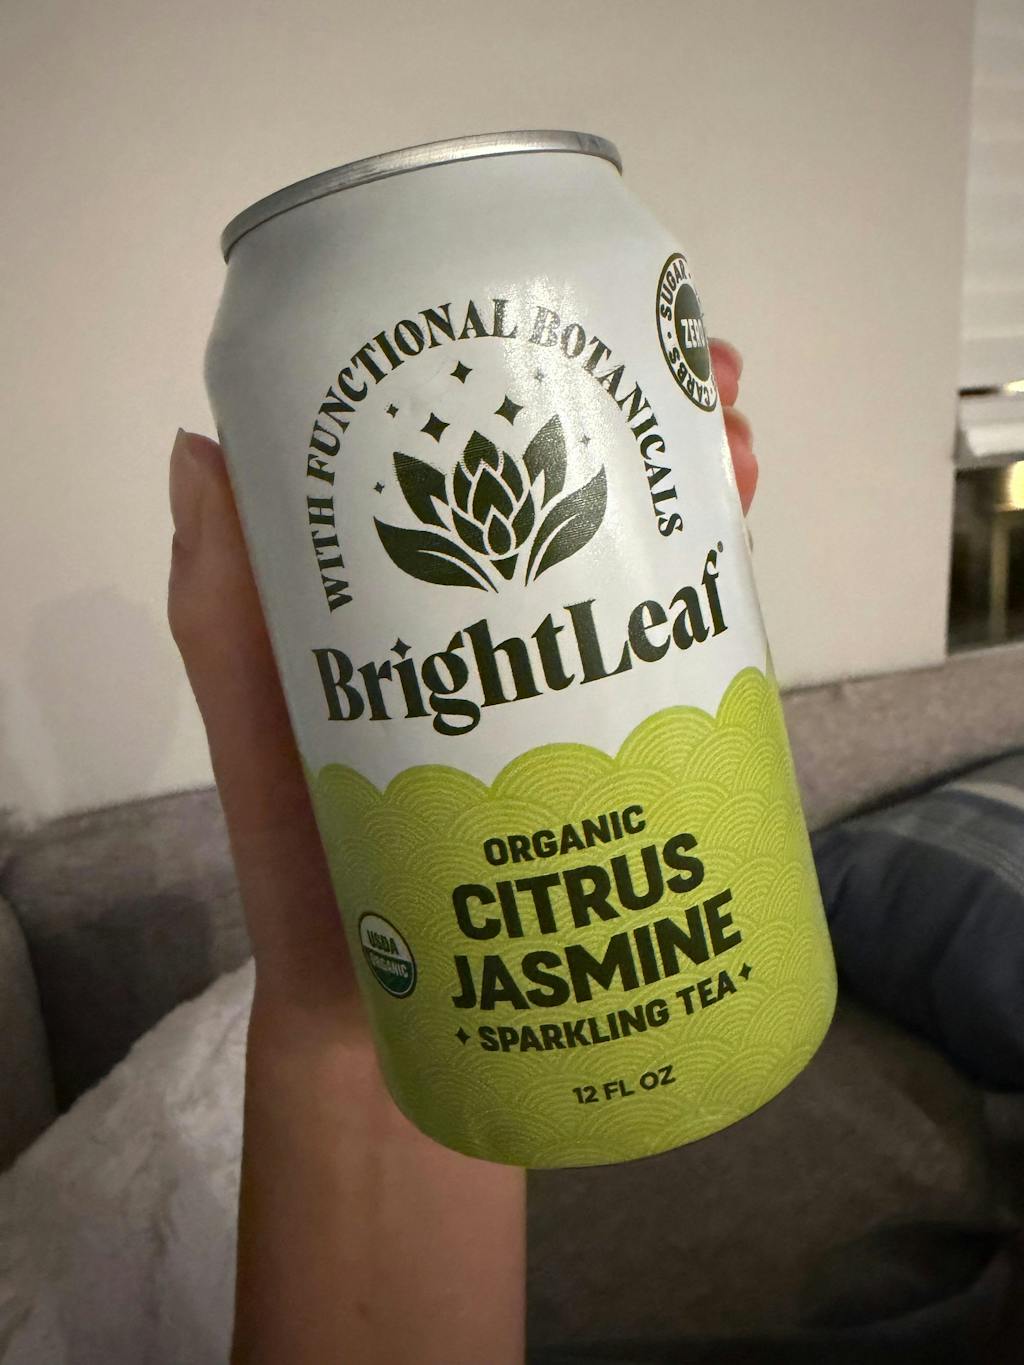 WITH FUNCTIONAL BOTANICALS
SUGAR · CARBS ·
ZERO
BrightLeaf
ORGANIC
CITRUS
JASMINE
SPARKLING TEA
12 FL OZ
USDA
ORGANIC